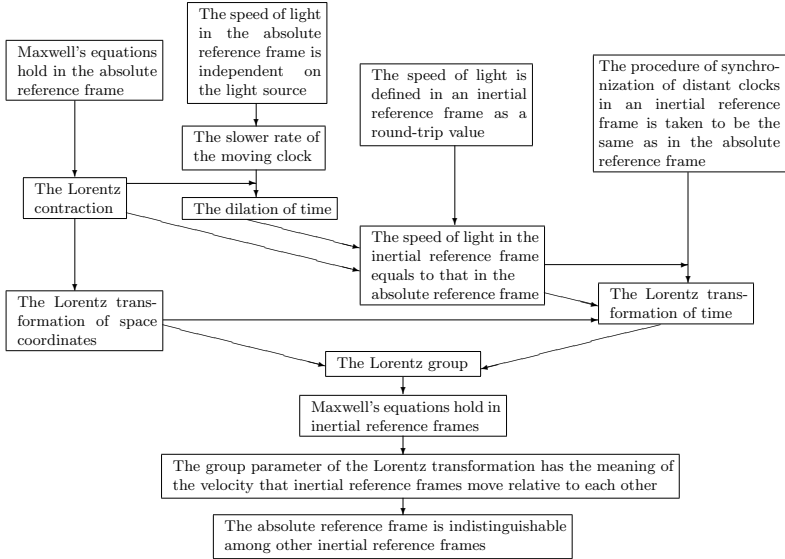 Maxwell's equations
hold in the absolute
reference frame
The speed of light
in the absolute
reference frame is
independent on
the light source
The speed of light is
defined in an inertial
reference frame as a
round-trip value
The procedure of synchro-
nization of distant clocks
in an inertial reference
frame is taken to be the
same as in the absolute
reference frame
The slower rate of
the moving clock
The Lorentz
contraction
The dilation of time
The speed of light in the
inertial reference frame
equals to that in the
absolute reference frame
The Lorentz trans-
formation of space
coordinates
The Lorentz trans-
formation of time
The Lorentz group
Maxwell's equations hold in
inertial reference frames
The group parameter of the Lorentz transformation has the meaning of
the velocity that inertial reference frames move relative to each other
The absolute reference frame is indistinguishable
among other inertial reference frames